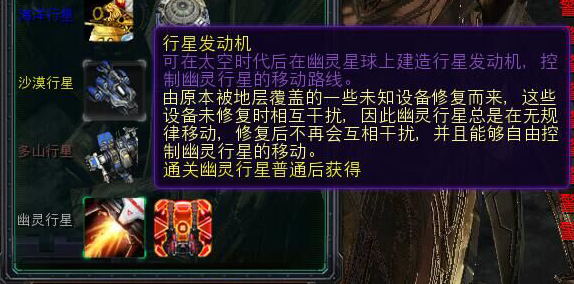 海洋行星
行星发动机
可在太空时代后在幽灵星球上建造行星发动机，控
制幽灵行星的移动路线。
沙漠行星
由原本被地层覆盖的一些未知设备修复而来，这些
设备未修复时相互干扰，因此幽灵行星总是在无规
律移动，修复后不再会互相干扰，并且能够自由控
制幽灵行星的移动。
多山行星
通关幽灵行星普通后获得
幽灵行星